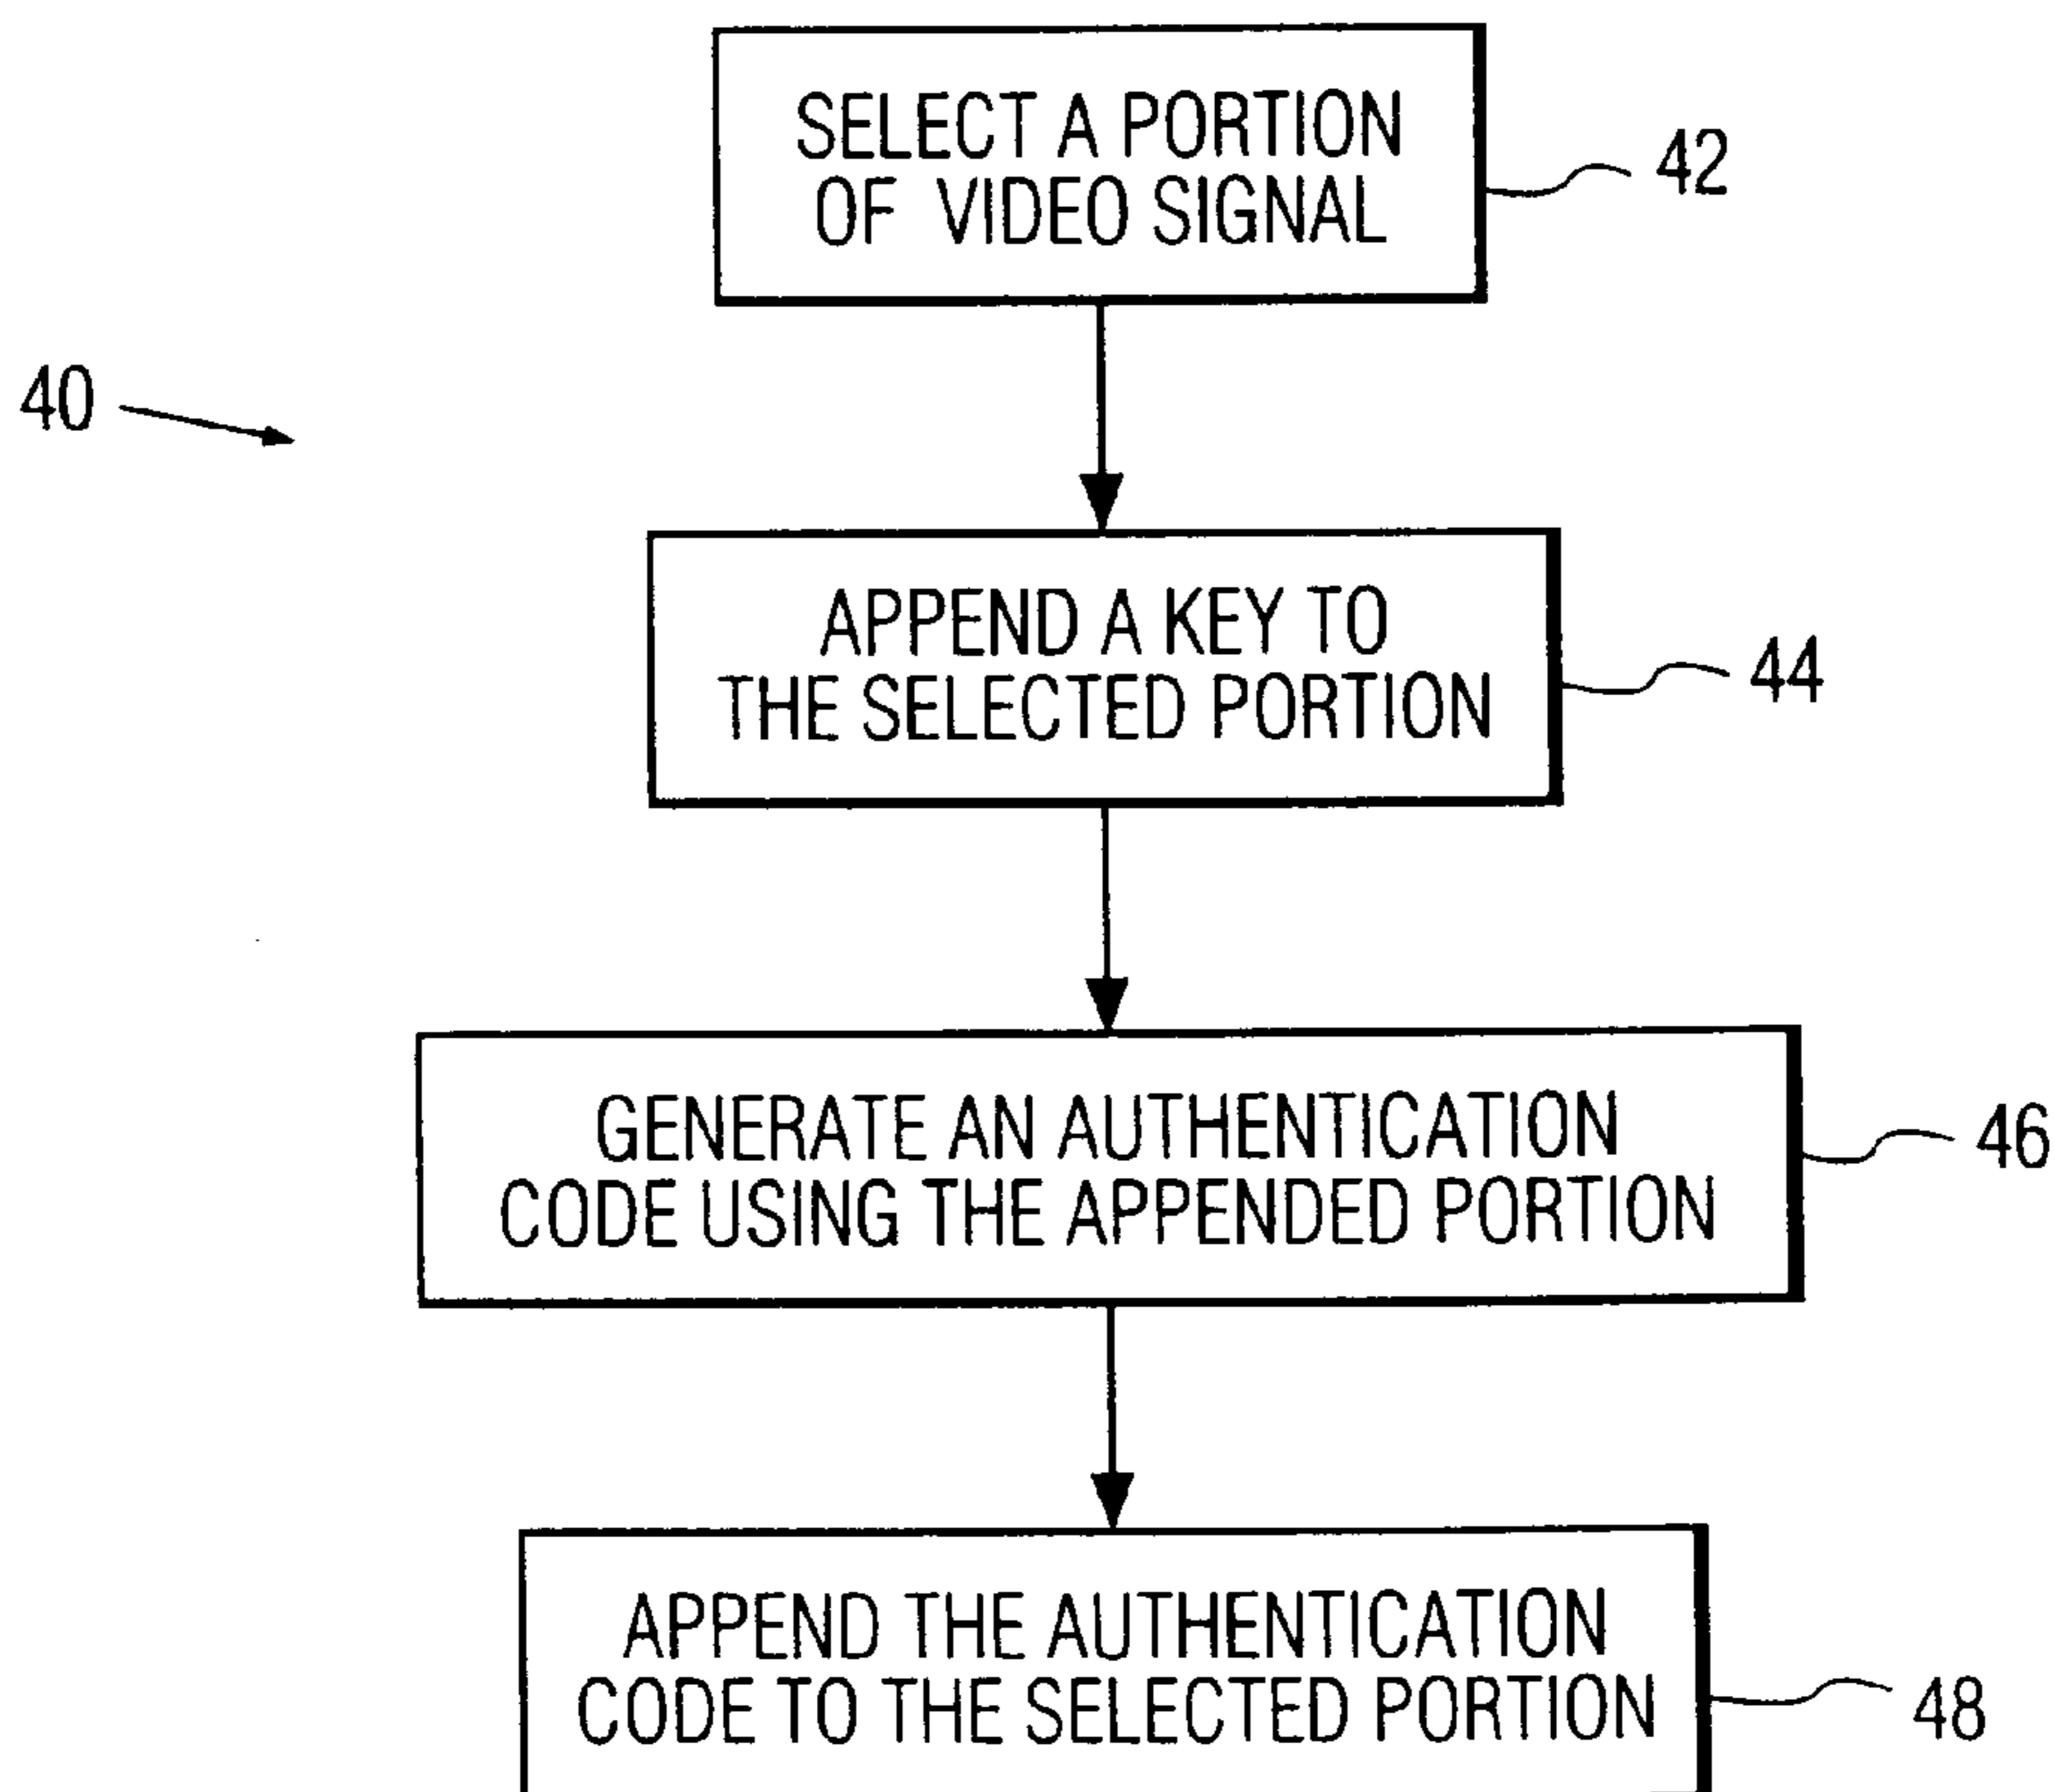 SELECT A PORTION
OF VIDEO SIGNAL
42
40
APPEND A KEY TO
THE SELECTED PORTION
44
GENERATE AN AUTHENTICATION
CODE USING THE APPENDED PORTION
46
APPEND THE AUTHENTICATION
CODE TO THE SELECTED PORTION
48